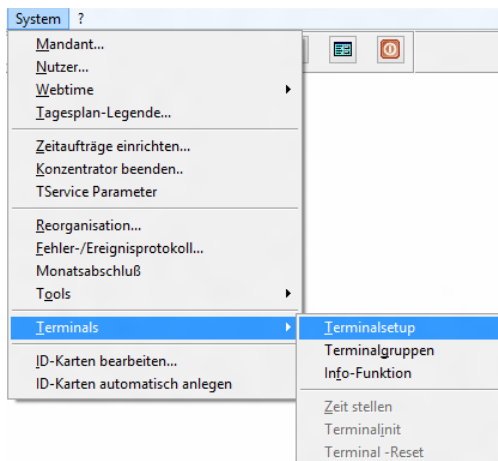 System ?
Mandant...
Nutzer...
Webtime
Tagesplan-Legende...
Zeitaufträge einrichten...
Konzentrator beenden..
TService Parameter
Reorganisation...
Fehler-/Ereignisprotokoll...
Monatsabschluß
Tools
Terminals
ID-Karten bearbeiten...
ID-Karten automatisch anlegen
Terminalsetup
Terminalgruppen
Info-Funktion
Zeit stellen
Terminalinit
Terminal -Reset